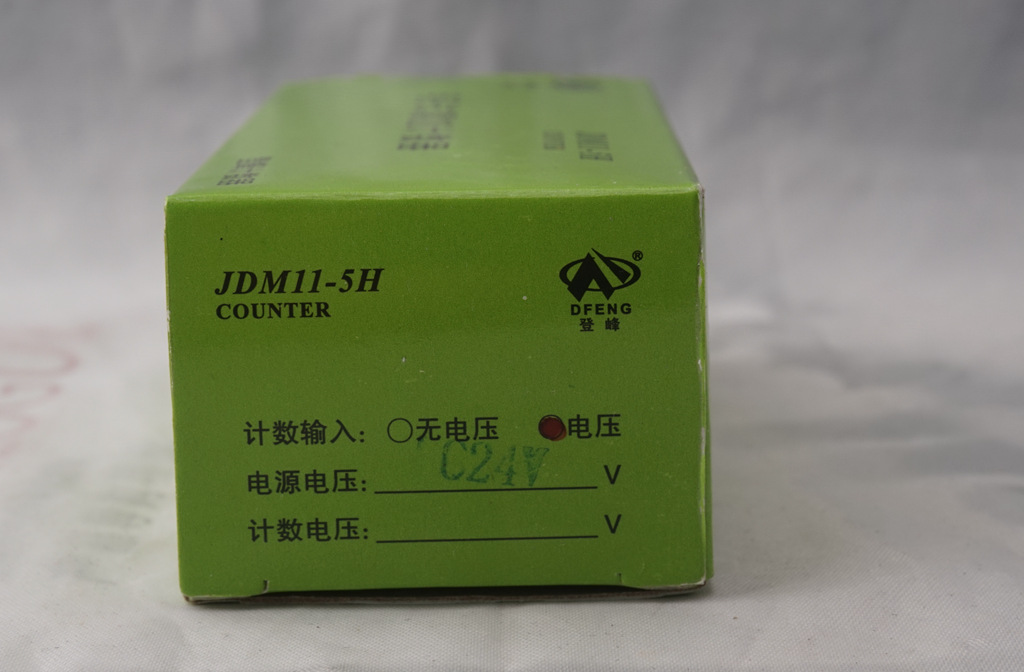 JDM11-5H
COUNTER
®
DFENG
登峰
计数输入: ○无电压 电压
C24V
电源电压: V
计数电压: V